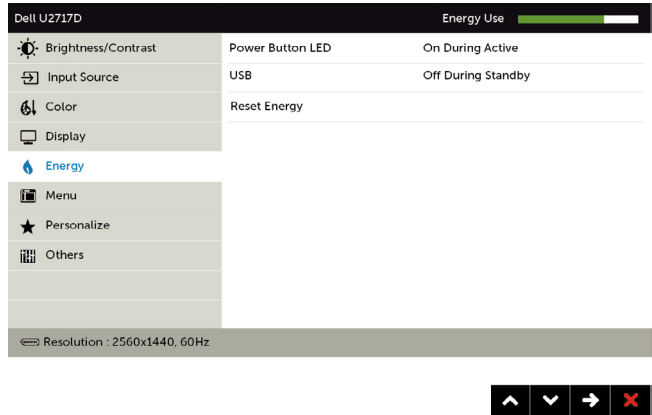 Dell U2717D Energy Use
Brightness/Contrast Power Button LED On During Active
Input Source USB Off During Standby
Color Reset Energy
Display
Energy
Menu
Personalize
Others
Resolution : 2560x1440, 60Hz